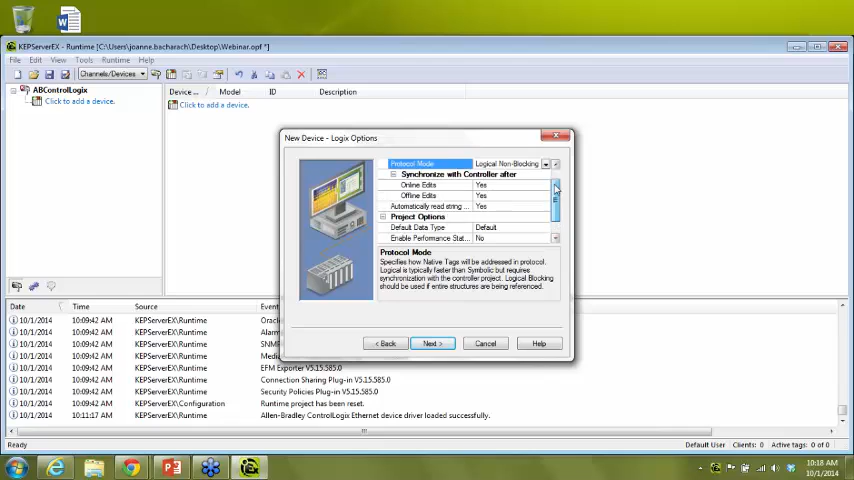 KEPServerEX - Runtime [C:\Users\joanne.bacharach\Desktop\Webinar.opf *]
File Edit View Tools Runtime Help
Channels/Devices
ABControlLogix
Click to add a device.
Device... Model ID Description
Click to add a device.
New Device - Logix Options
Protocol Mode Logical Non-Blocking
Synchronize with Controller after
Online Edits Yes
Offline Edits Yes
Automatically read string ... Yes
Project Options
Default Data Type Default
Enable Performance Stat... No
Protocol Mode
Specifies how Native Tags will be addressed in protocol.
Logical is typically faster than Symbolic but requires
synchronization with the controller project. Logical Blocking
should be used if entire structures are being referenced.
< Back Next > Cancel Help
Date Time Source Event
10/1/2014 10:09:42 AM KEPServerEX\Runtime Oracl
10/1/2014 10:09:42 AM KEPServerEX\Runtime Alarm
10/1/2014 10:09:42 AM KEPServerEX\Runtime SNMF
10/1/2014 10:09:42 AM KEPServerEX\Runtime Media
10/1/2014 10:09:42 AM KEPServerEX\Runtime EFM Exporter V5.15.585.0
10/1/2014 10:09:42 AM KEPServerEX\Runtime Connection Sharing Plug-in V5.15.585.0
10/1/2014 10:09:42 AM KEPServerEX\Runtime Security Policies Plug-in V5.15.585.0
10/1/2014 10:09:42 AM KEPServerEX\Configuration Runtime project has been reset.
10/1/2014 10:11:17 AM KEPServerEX\Runtime Allen-Bradley ControlLogix Ethernet device driver loaded successfully.
Ready Default User Clients: 0 Active tags: 0 of 0
10:18 AM
10/1/2014